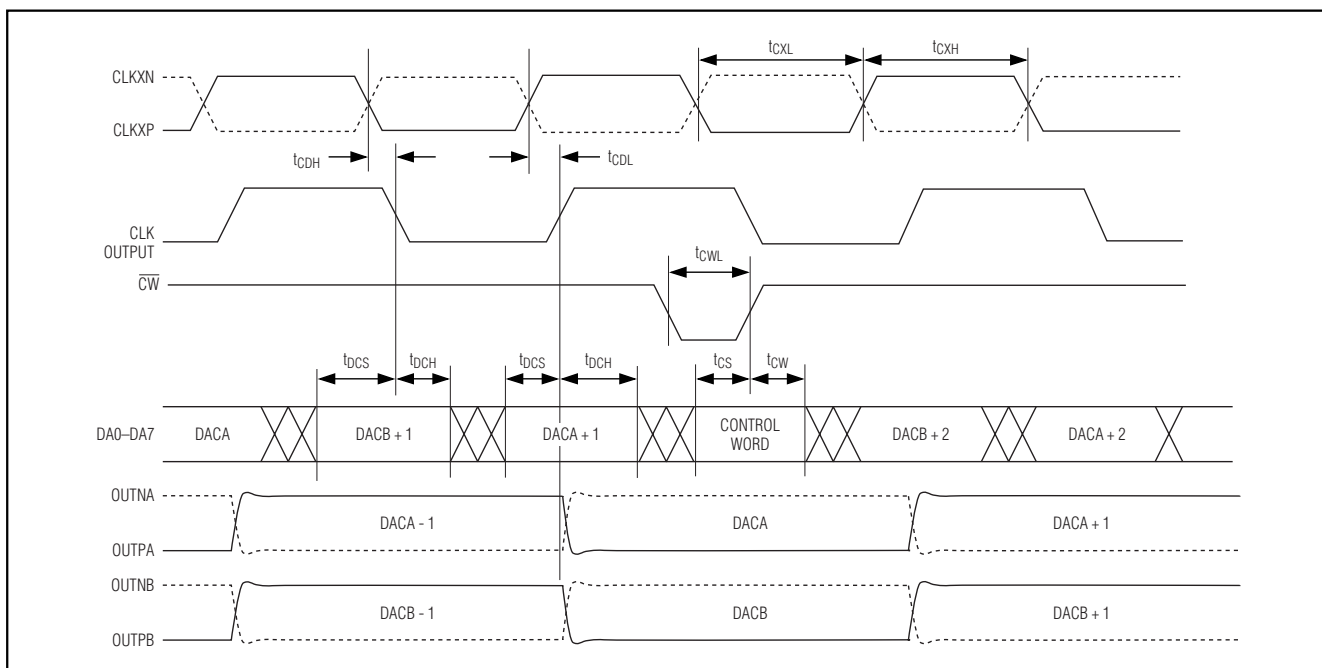 tCXL
tCXH
CLKXN
CLKXP
tCDH
tCDL
CLK
OUTPUT
tCWL
CW
tDCS
tDCH
tDCS
tDCH
tCS
tCW
DA0–DA7
DACA
DACB + 1
DACA + 1
CONTROL
WORD
DACB + 2
DACA + 2
OUTNA
DACA - 1
DACA
DACA + 1
OUTPA
OUTNB
DACB - 1
DACB
DACB + 1
OUTPB